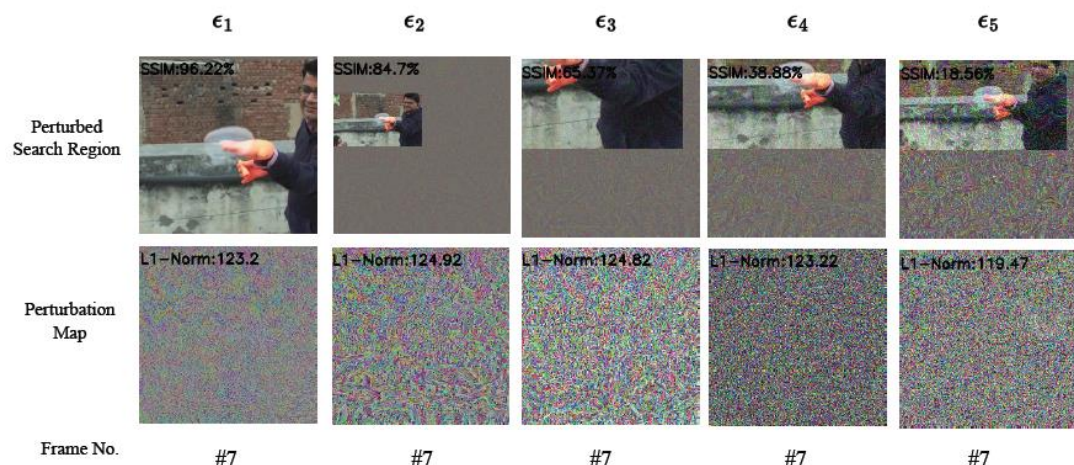 ϵ1 ϵ2 ϵ3 ϵ4 ϵ5
SSIM:96.22% SSIM:84.7% SSIM:65.37% SSIM:38.88% SSIM:18.56%
Perturbed
Search Region
L1-Norm:123.2 L1-Norm:124.92 L1-Norm:124.82 L1-Norm:123.22 L1-Norm:119.47
Perturbation
Map
Frame No. #7 #7 #7 #7 #7